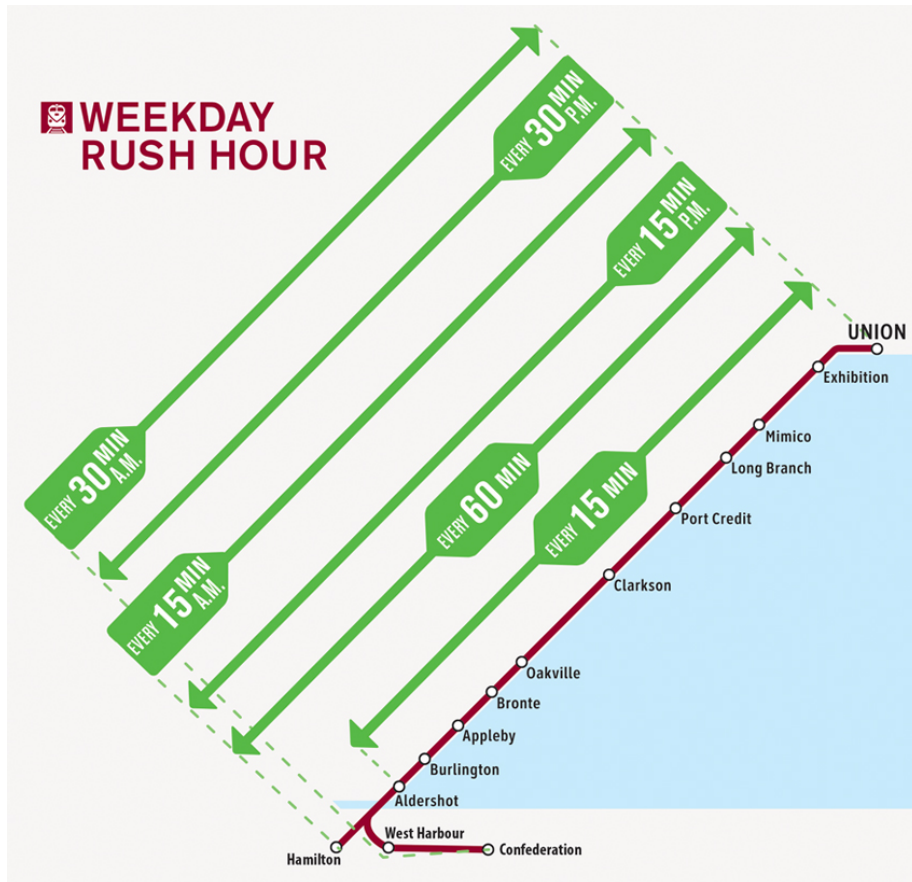 WEEKDAY
RUSH HOUR
EVERY 30 MIN P.M.
EVERY 15 MIN P.M.
EVERY 30 MIN A.M.
EVERY 15 MIN A.M.
EVERY 60 MIN
EVERY 15 MIN
UNION
Exhibition
Mimico
Long Branch
Port Credit
Clarkson
Oakville
Bronte
Appleby
Burlington
Aldershot
West Harbour
Hamilton
Confederation